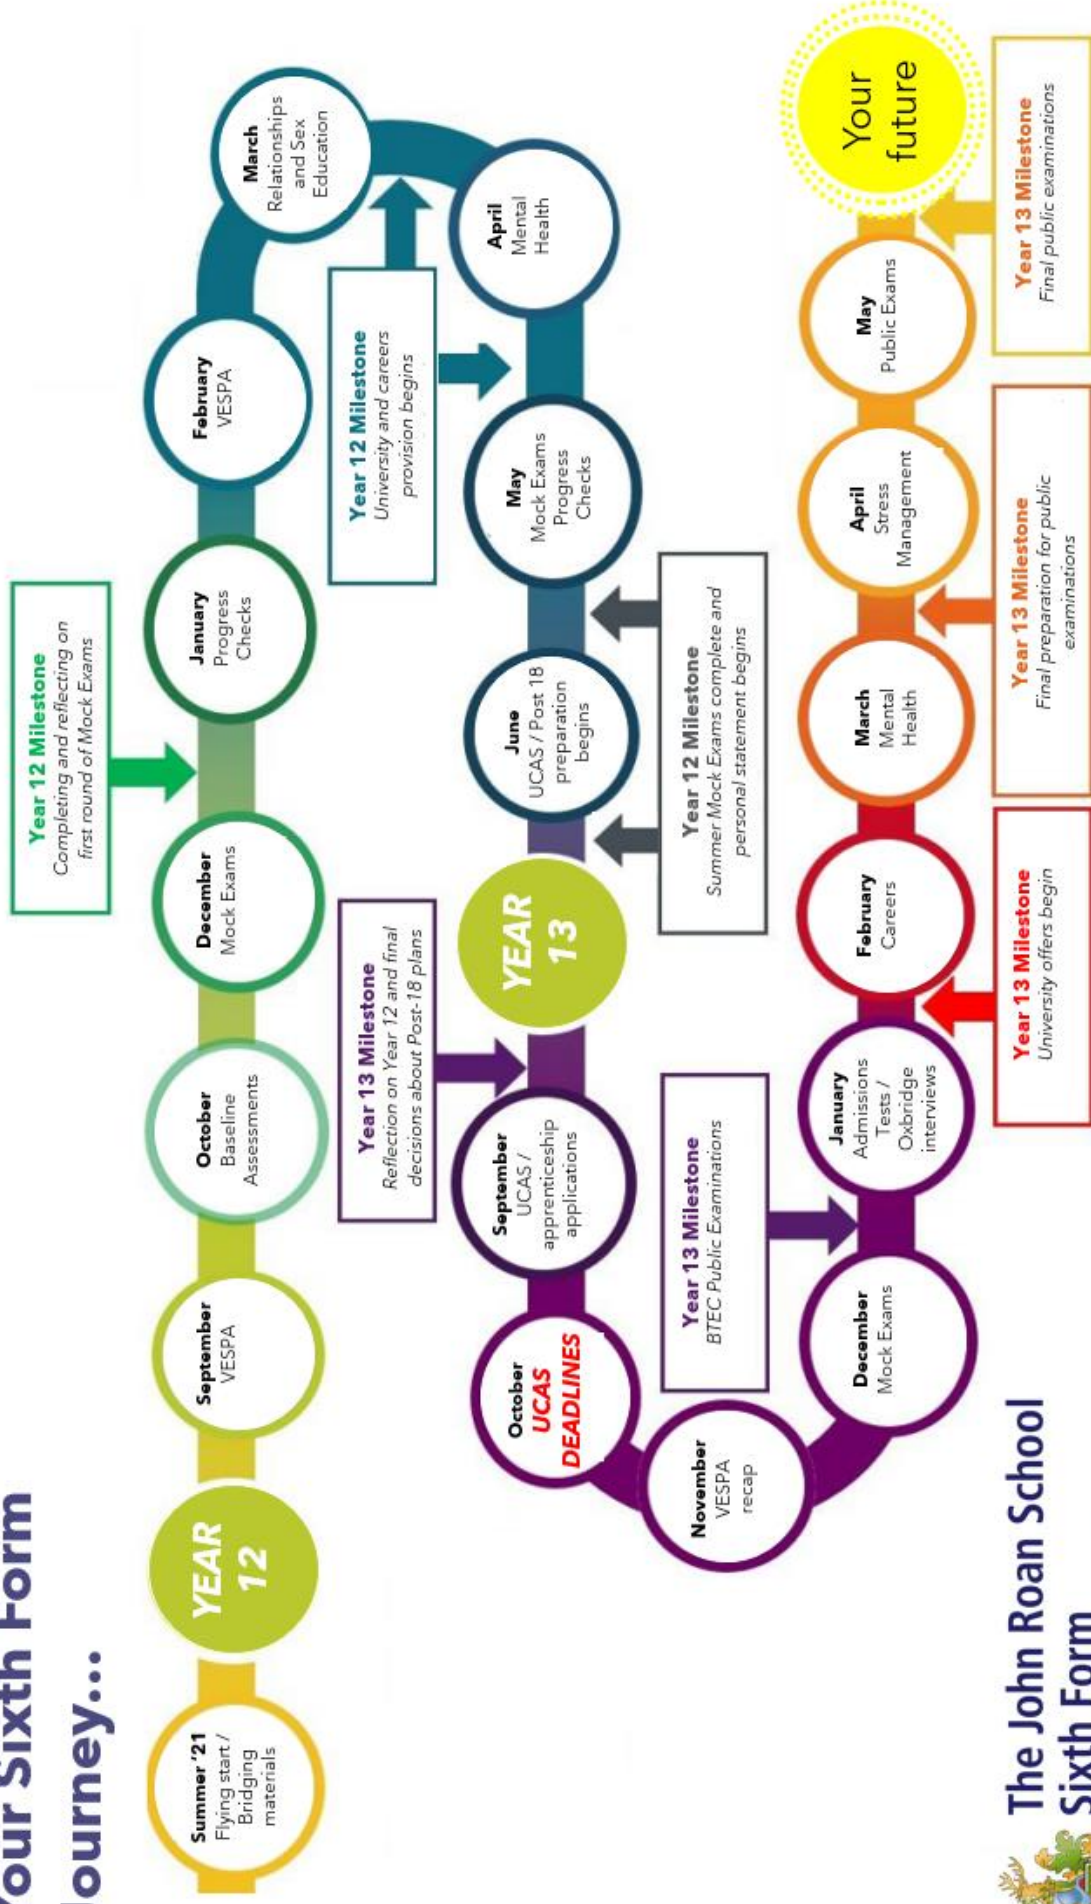 Your Sixth Form
Journey...
Summer '21
Flying start /
Bridging
materials
YEAR
12
September
VESPA
October
Baseline
Assessments
December
Mock Exams
Year 12 Milestone
Completing and reflecting on
first round of Mock Exams
January
Progress
Checks
February
VESPA
March
Relationships
and Sex
Education
Year 12 Milestone
University and careers
provision begins
April
Mental
Health
May
Mock Exams
Progress
Checks
June
UCAS / Post 18
preparation
begins
Year 12 Milestone
Summer Mock Exams complete and
personal statement begins
YEAR
13
Year 13 Milestone
Reflection on Year 12 and final
decisions about Post-18 plans
September
UCAS /
apprenticeship
applications
October
UCAS
DEADLINES
November
VESPA
recap
December
Mock Exams
Year 13 Milestone
BTEC Public Examinations
January
Admissions
Tests /
Oxbridge
interviews
Year 13 Milestone
University offers begin
February
Careers
March
Mental
Health
Year 13 Milestone
Final preparation for public
examinations
April
Stress
Management
May
Public Exams
Year 13 Milestone
Final public examinations
Your
future
The John Roan School
Sixth Form